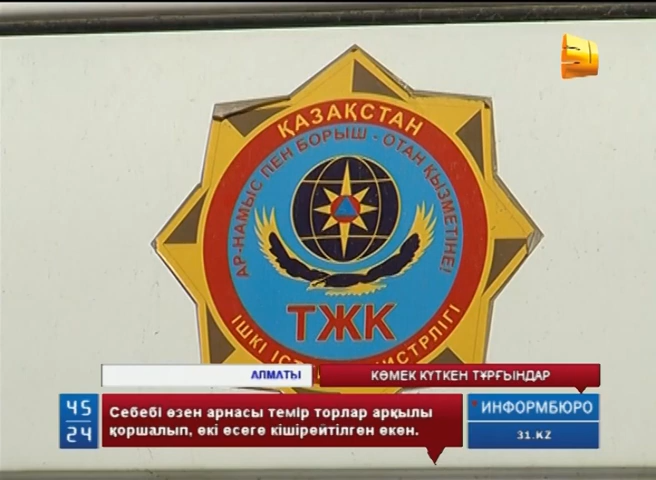 ҚАЗАҚСТАН
АР-НАМЫС ПЕН БОРЫШ - ОТАН ҚЫЗМЕТІНЕ!
ТЖК
ІШКІ
АЛМАТЫ
КӨМЕК КҮТКЕН ТҰРҒЫНДАР
45
24
Себебі өзен арнасы темір торлар арқылы
қоршалып, екі есеге кішірейтілген екен.
ИНФОРМБЮРО
31.KZ